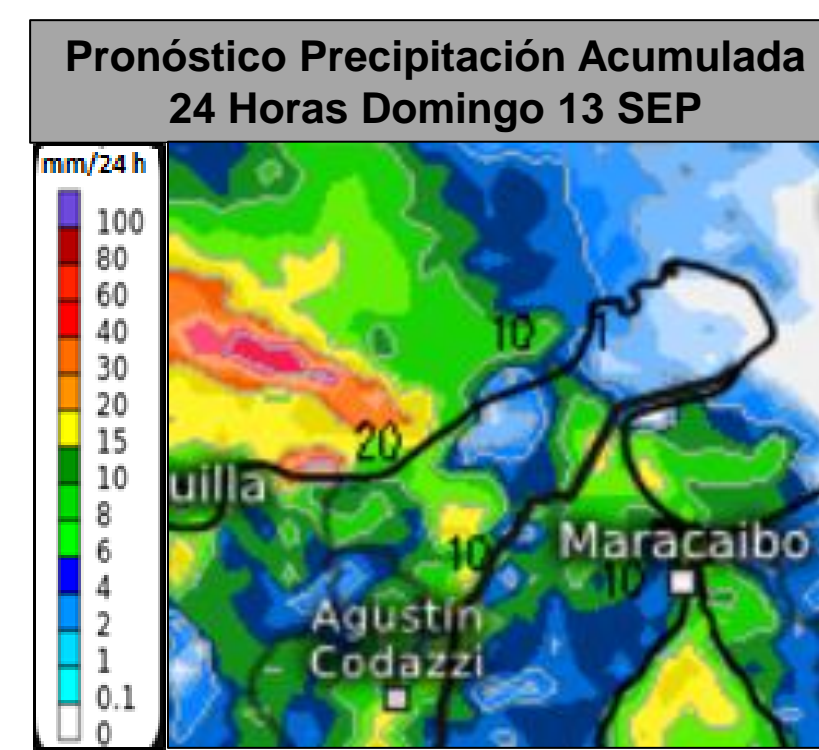 Pronóstico Precipitación Acumulada
24 Horas Domingo 13 SEP
mm/24 h
100
80
60
40
30
20
15
10
8
6
4
2
1
0.1
0
10
1
20
uilla
10
Maracaibo
10
Agustín
Codazzi